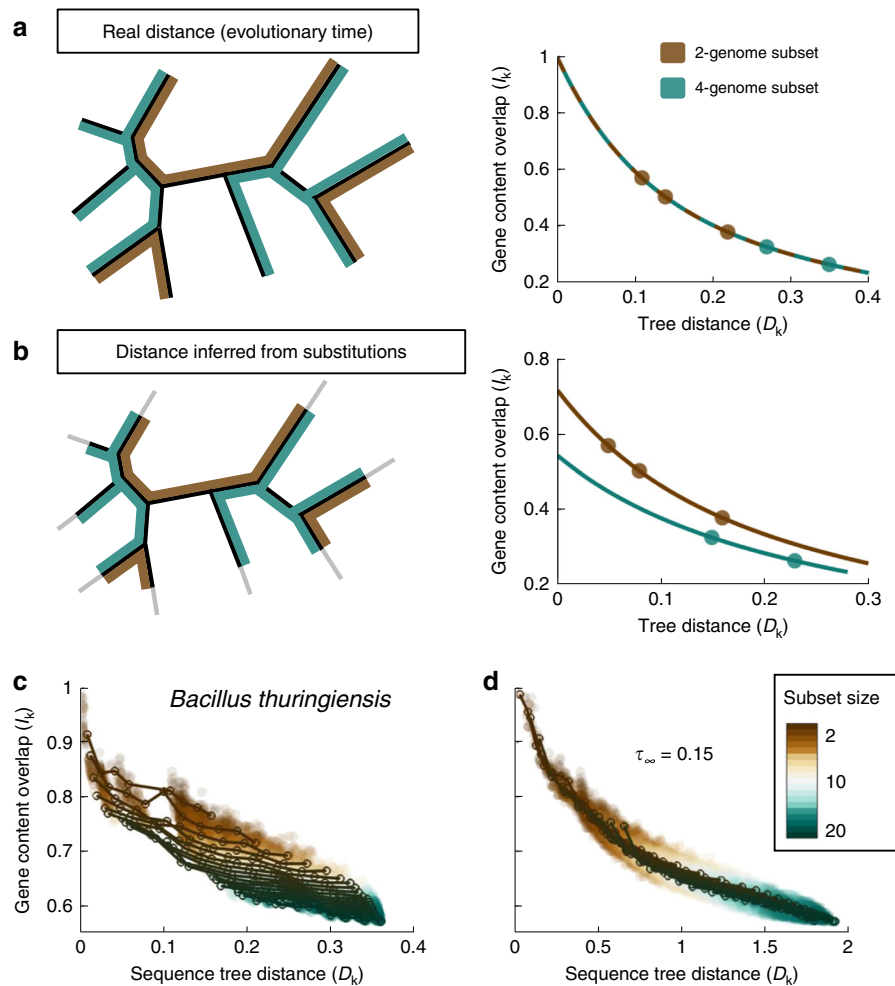 a
Real distance (evolutionary time)
2-genome subset
4-genome subset
Gene content overlap (Ik)
1
0.8
0.6
0.4
0.2
0 0.1 0.2 0.3 0.4
Tree distance (Dk)
b
Distance inferred from substitutions
Gene content overlap (Ik)
0.8
0.6
0.4
0.2
0 0.1 0.2 0.3
Tree distance (Dk)
c
Bacillus thuringiensis
Gene content overlap (Ik)
1
0.9
0.8
0.7
0.6
0 0.1 0.2 0.3 0.4
Sequence tree distance (Dk)
d
τ∞ = 0.15
0 0.5 1 1.5 2
Sequence tree distance (Dk)
Subset size
2
10
20